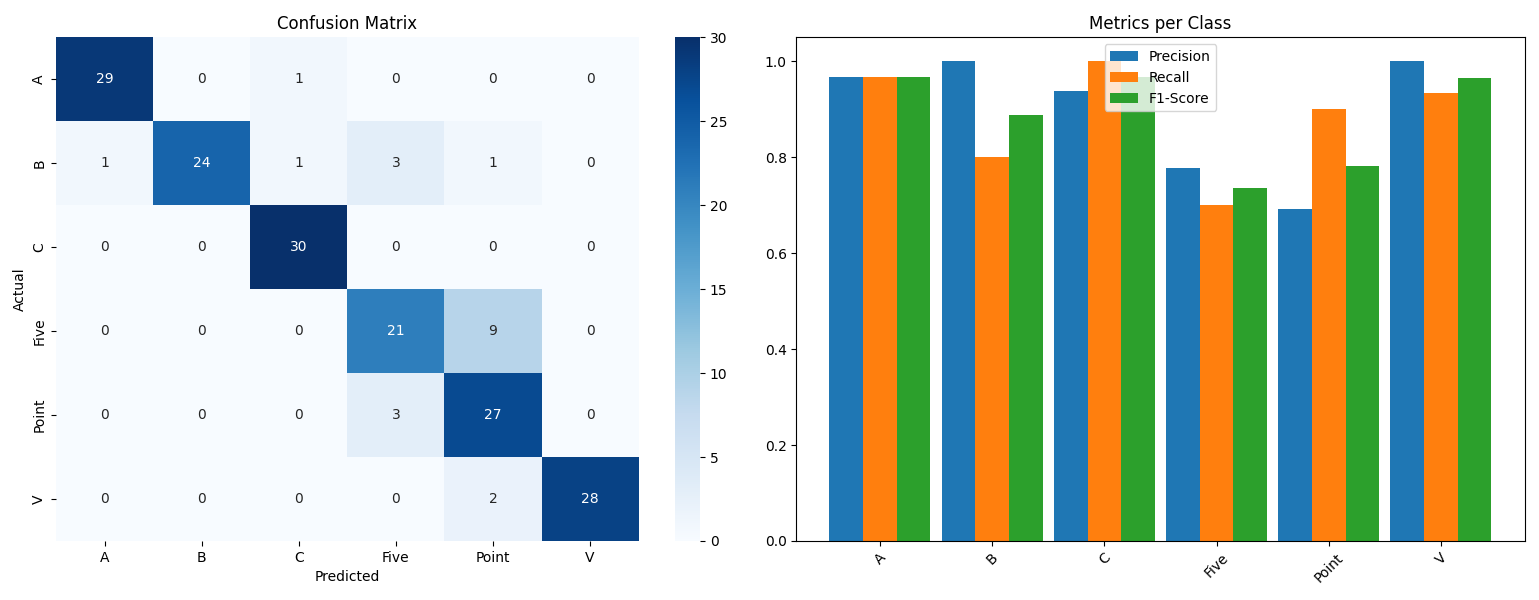 Confusion Matrix
A 29 0 1 0 0 0
B 1 24 1 3 1 0
C 0 0 30 0 0 0
Five 0 0 0 21 9 0
Point 0 0 0 3 27 0
V 0 0 0 0 2 28
A B C Five Point V
Actual
Predicted
30
25
20
15
10
5
0
Metrics per Class
Precision
Recall
F1-Score
1.0
0.8
0.6
0.4
0.2
0.0
A B C Five Point V